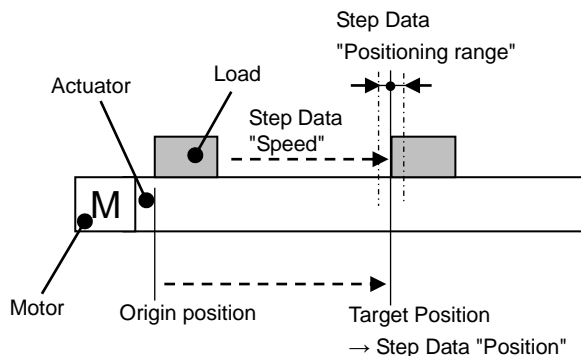 Step Data
"Positioning range"
Actuator
Load
Step Data
"Speed"
M
Motor
Origin position
Target Position
→ Step Data "Position"